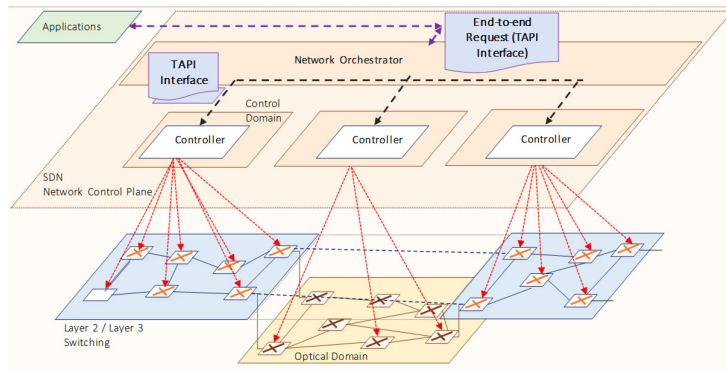 Applications
End-to-end
Request (TAPI
Interface)
Network Orchestrator
TAPI
Interface
Control
Domain
Controller
Controller
Controller
SDN
Network Control Plane
Layer 2 / Layer 3
Switching
Optical Domain